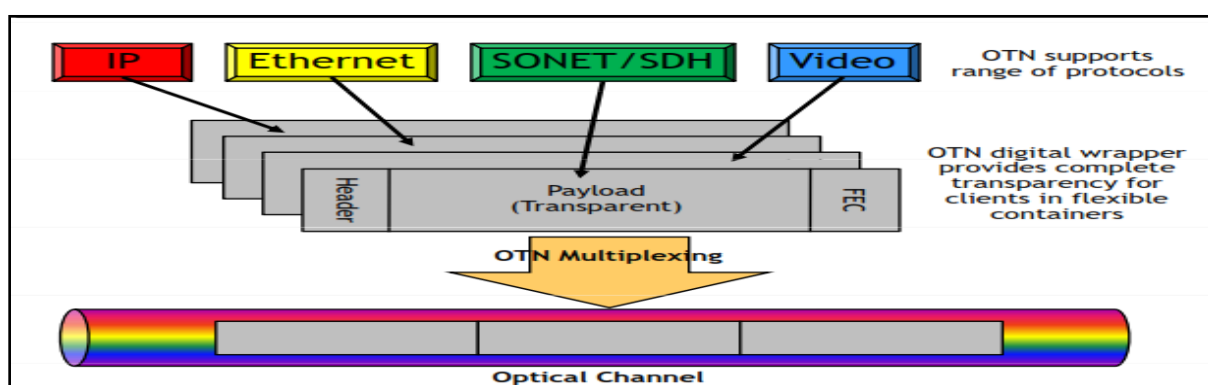 IP
Ethernet
SONET/SDH
Video
OTN supports
range of protocols
OTN digital wrapper
provides complete
transparency for
clients in flexible
containers
Header
Payload
(Transparent)
FEC
OTN Multiplexing
Optical Channel